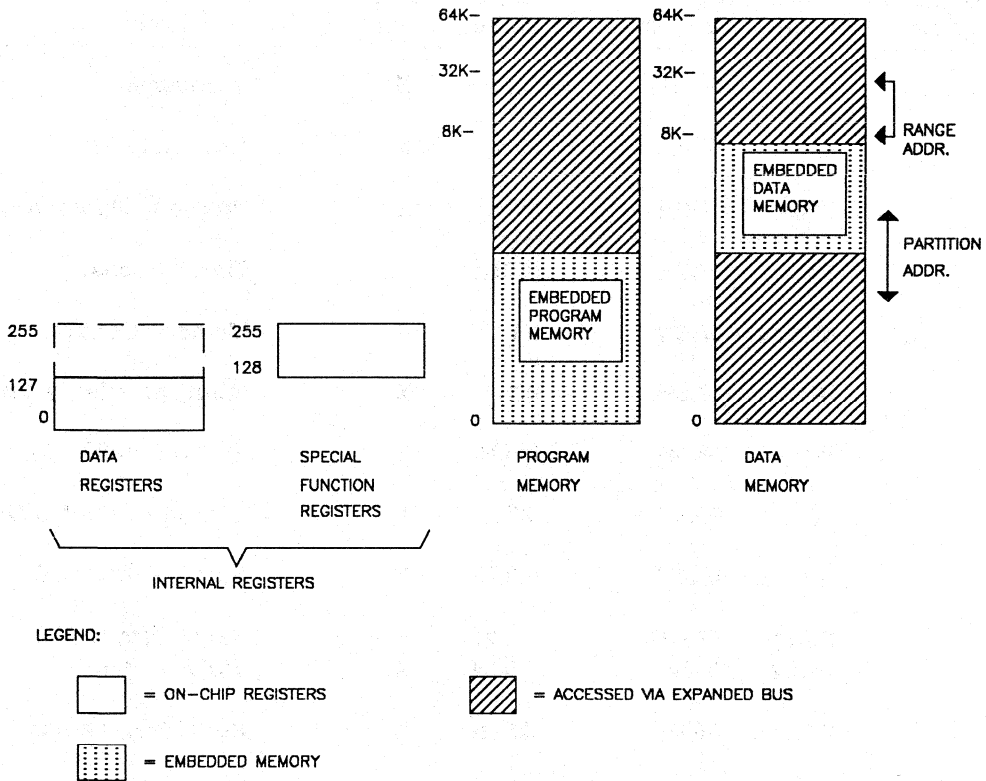 64K–
32K–
8K–
0
EMBEDDED
PROGRAM
MEMORY
PROGRAM
MEMORY
64K–
32K–
8K–
0
EMBEDDED
DATA
MEMORY
DATA
MEMORY
RANGE
ADDR.
PARTITION
ADDR.
255
127
0
DATA
REGISTERS
255
128
SPECIAL
FUNCTION
REGISTERS
INTERNAL REGISTERS
LEGEND:
= ON–CHIP REGISTERS
= ACCESSED VIA EXPANDED BUS
= EMBEDDED MEMORY